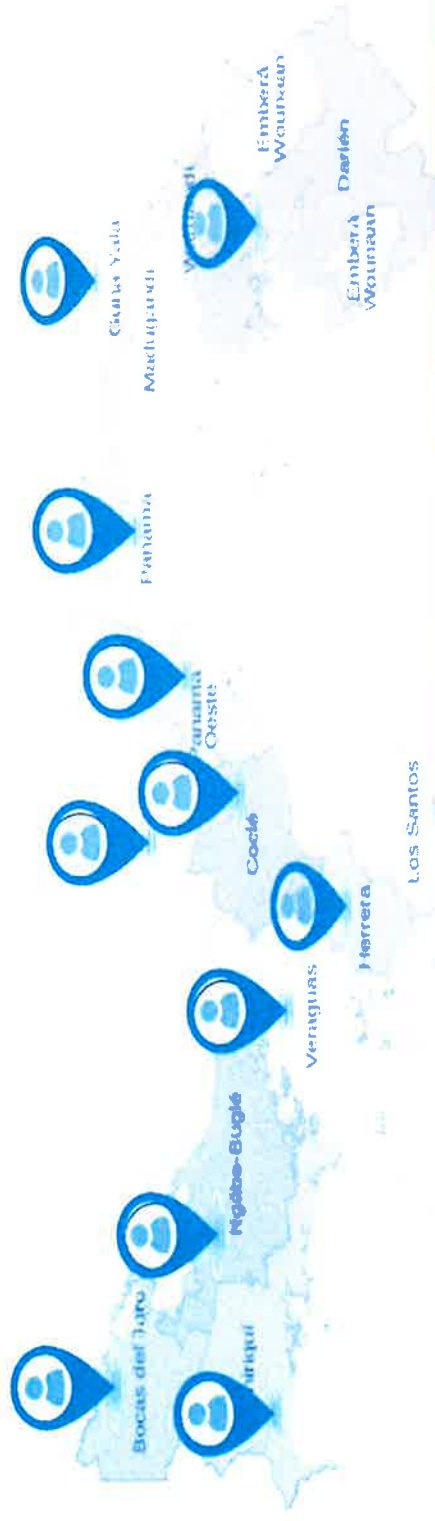 Bocas del Toro
Ngäbe-Buglé
Veraguas
Herrera
Los Santos
Coclé
Panamá
Oeste
Panamá
Guna Yala
Madugandí
Emberá
Wounaan
Darién
Emberá
Wounaan